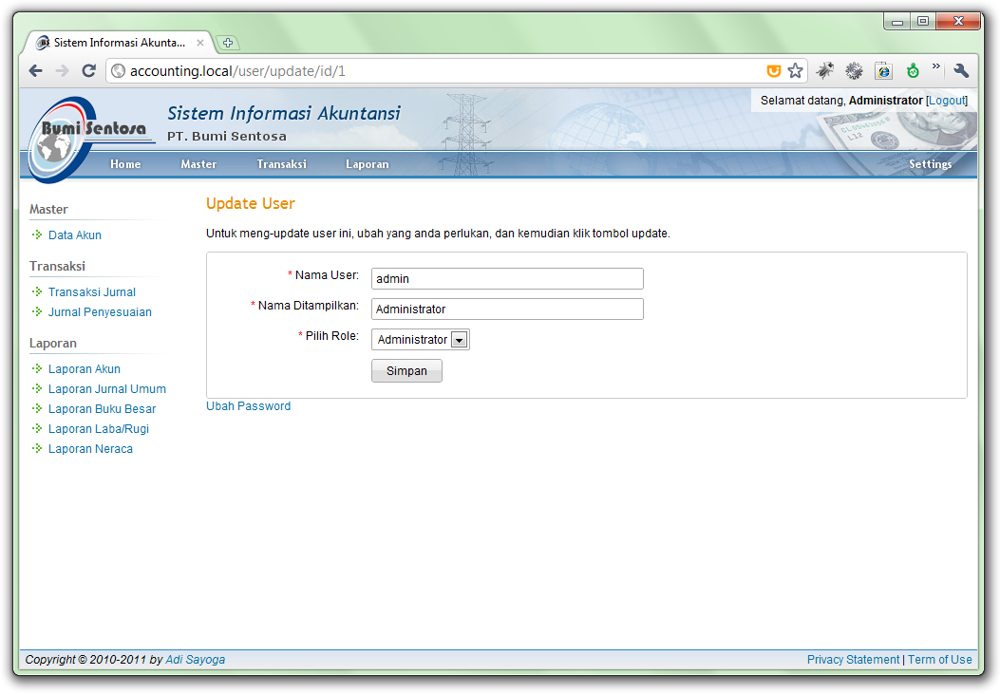 Sistem Informasi Akunta...
accounting.local/user/update/id/1
Selamat datang, Administrator [Logout]
Bumi Sentosa
Sistem Informasi Akuntansi
PT. Bumi Sentosa
Home Master Transaksi Laporan Settings
Master
Data Akun
Transaksi
Transaksi Jurnal
Jurnal Penyesuaian
Laporan
Laporan Akun
Laporan Jurnal Umum
Laporan Buku Besar
Laporan Laba/Rugi
Laporan Neraca
Update User
Untuk meng-update user ini, ubah yang anda perlukan, dan kemudian klik tombol update.
* Nama User: admin
* Nama Ditampilkan: Administrator
* Pilih Role: Administrator
Simpan
Ubah Password
Copyright © 2010-2011 by Adi Sayoga
Privacy Statement | Term of Use